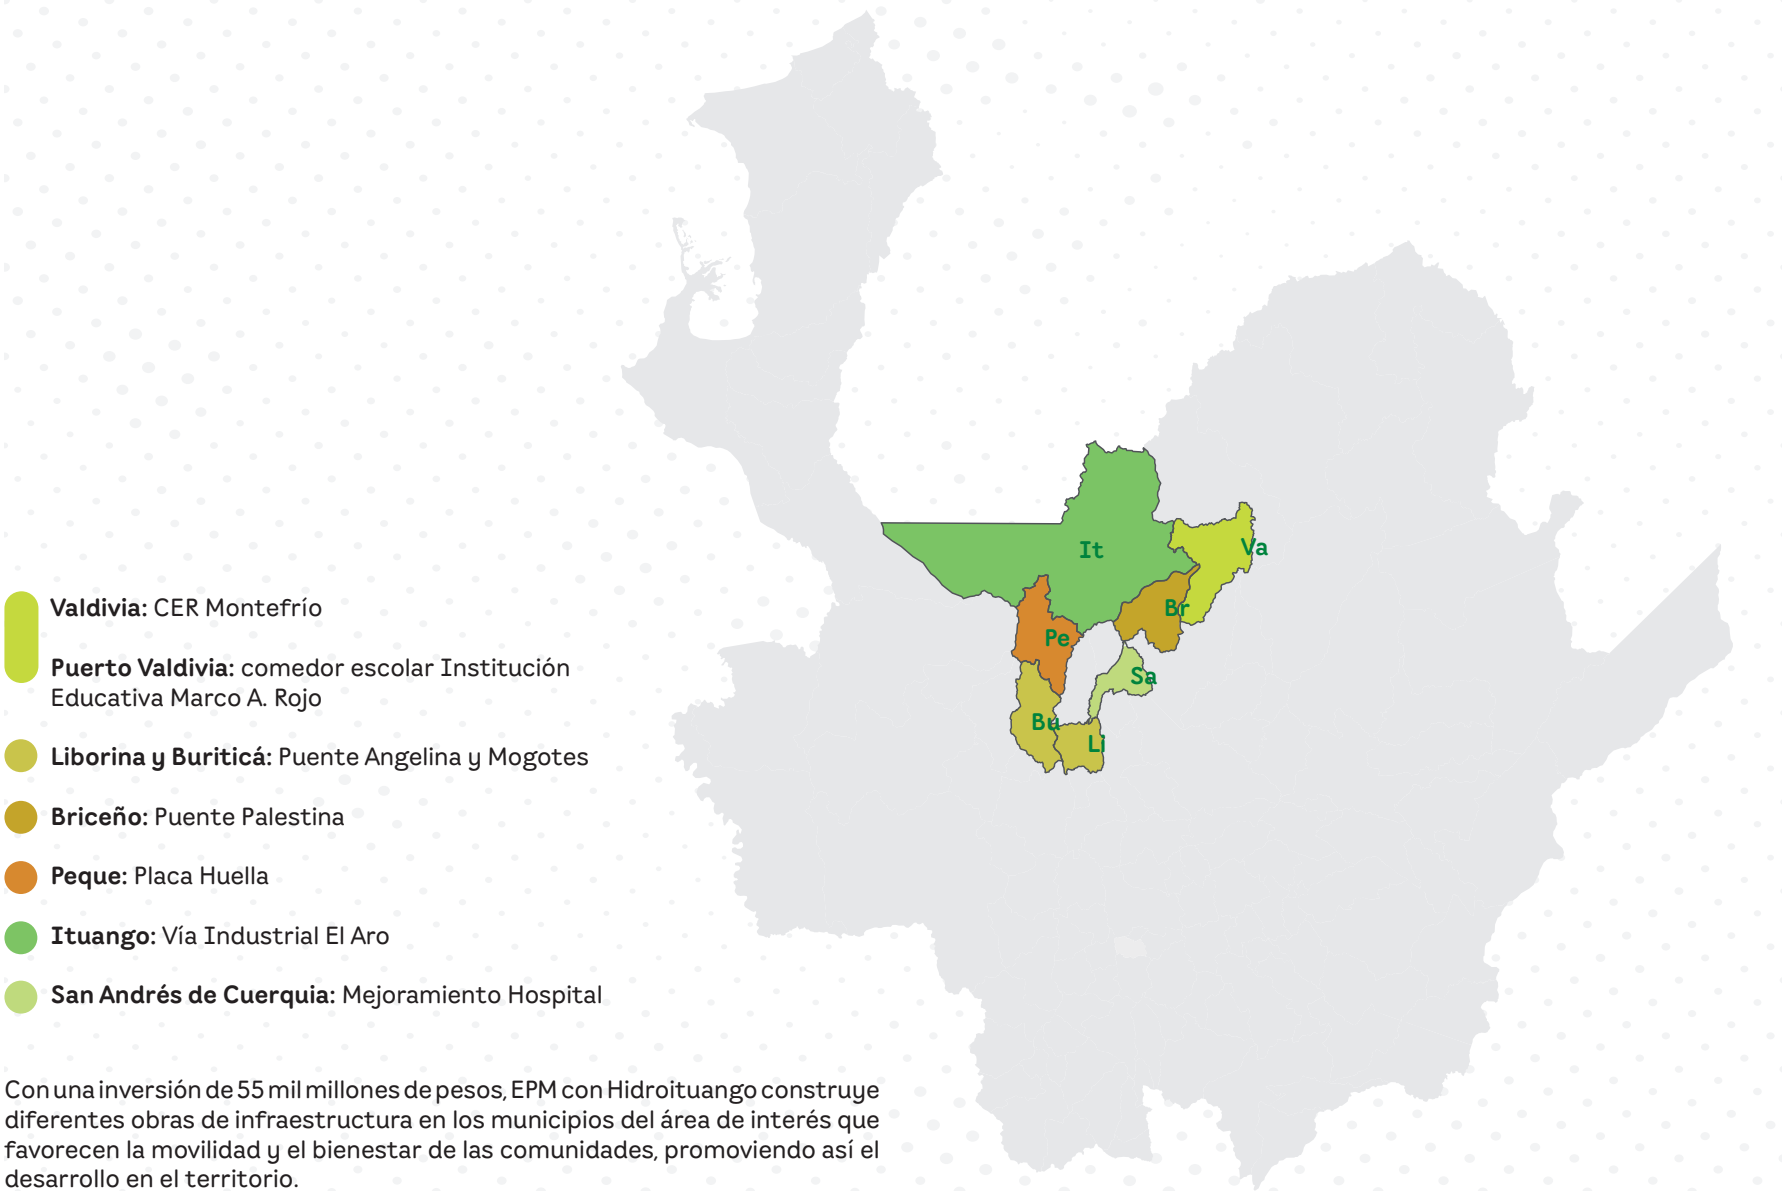 Valdivia: CER Montefrío
Puerto Valdivia: comedor escolar Institución
Educativa Marco A. Rojo
Liborina y Buriticá: Puente Angelina y Mogotes
Briceño: Puente Palestina
Peque: Placa Huella
Ituango: Vía Industrial El Aro
San Andrés de Cuerquia: Mejoramiento Hospital
Con una inversión de 55 mil millones de pesos, EPM con Hidroituango construye
diferentes obras de infraestructura en los municipios del área de interés que
favorecen la movilidad y el bienestar de las comunidades, promoviendo así el
desarrollo en el territorio.
It
Va
Br
Pe
Sa
Bu
Li